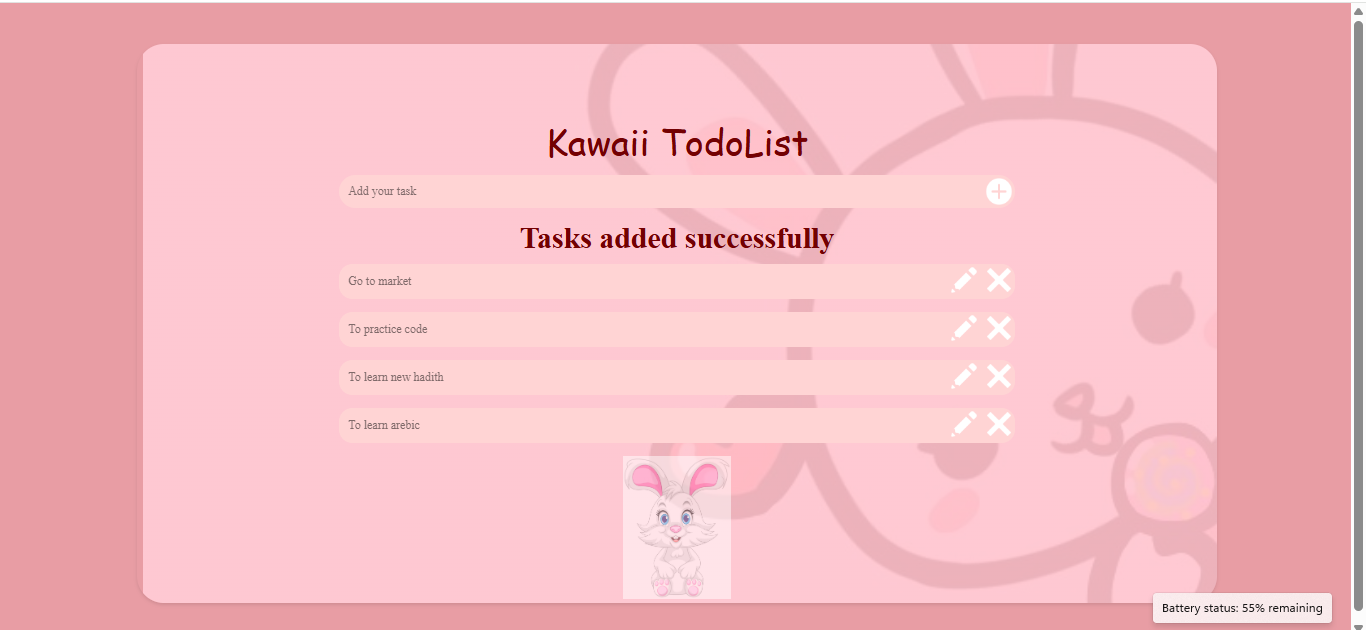 Kawaii TodoList
Add your task
Tasks added successfully
Go to market
To practice code
To learn new hadith
To learn arebic
Battery status: 55% remaining